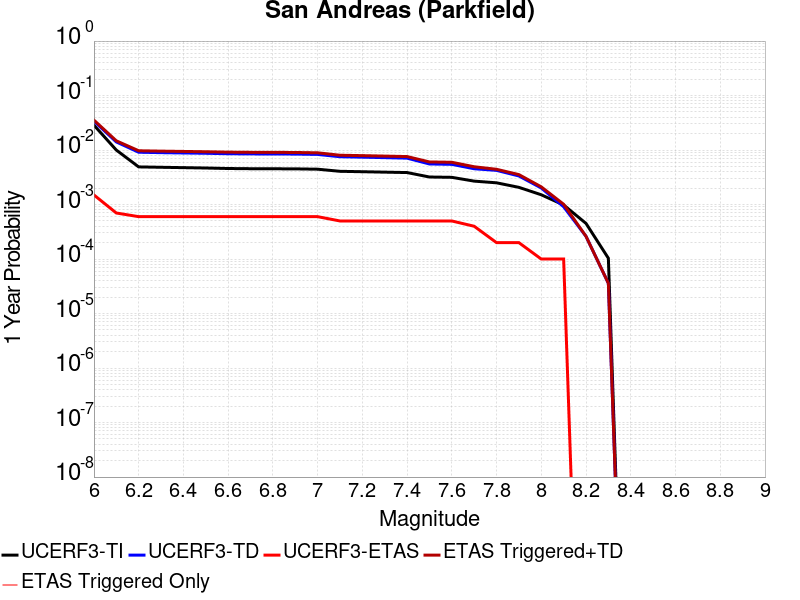 San Andreas (Parkfield)
10^0
10^-1
10^-2
10^-3
10^-4
10^-5
10^-6
10^-7
10^-8
1 Year Probability
6 6.2 6.4 6.6 6.8 7 7.2 7.4 7.6 7.8 8 8.2 8.4 8.6 8.8 9
Magnitude
UCERF3-TI UCERF3-TD UCERF3-ETAS ETAS Triggered+TD
ETAS Triggered Only